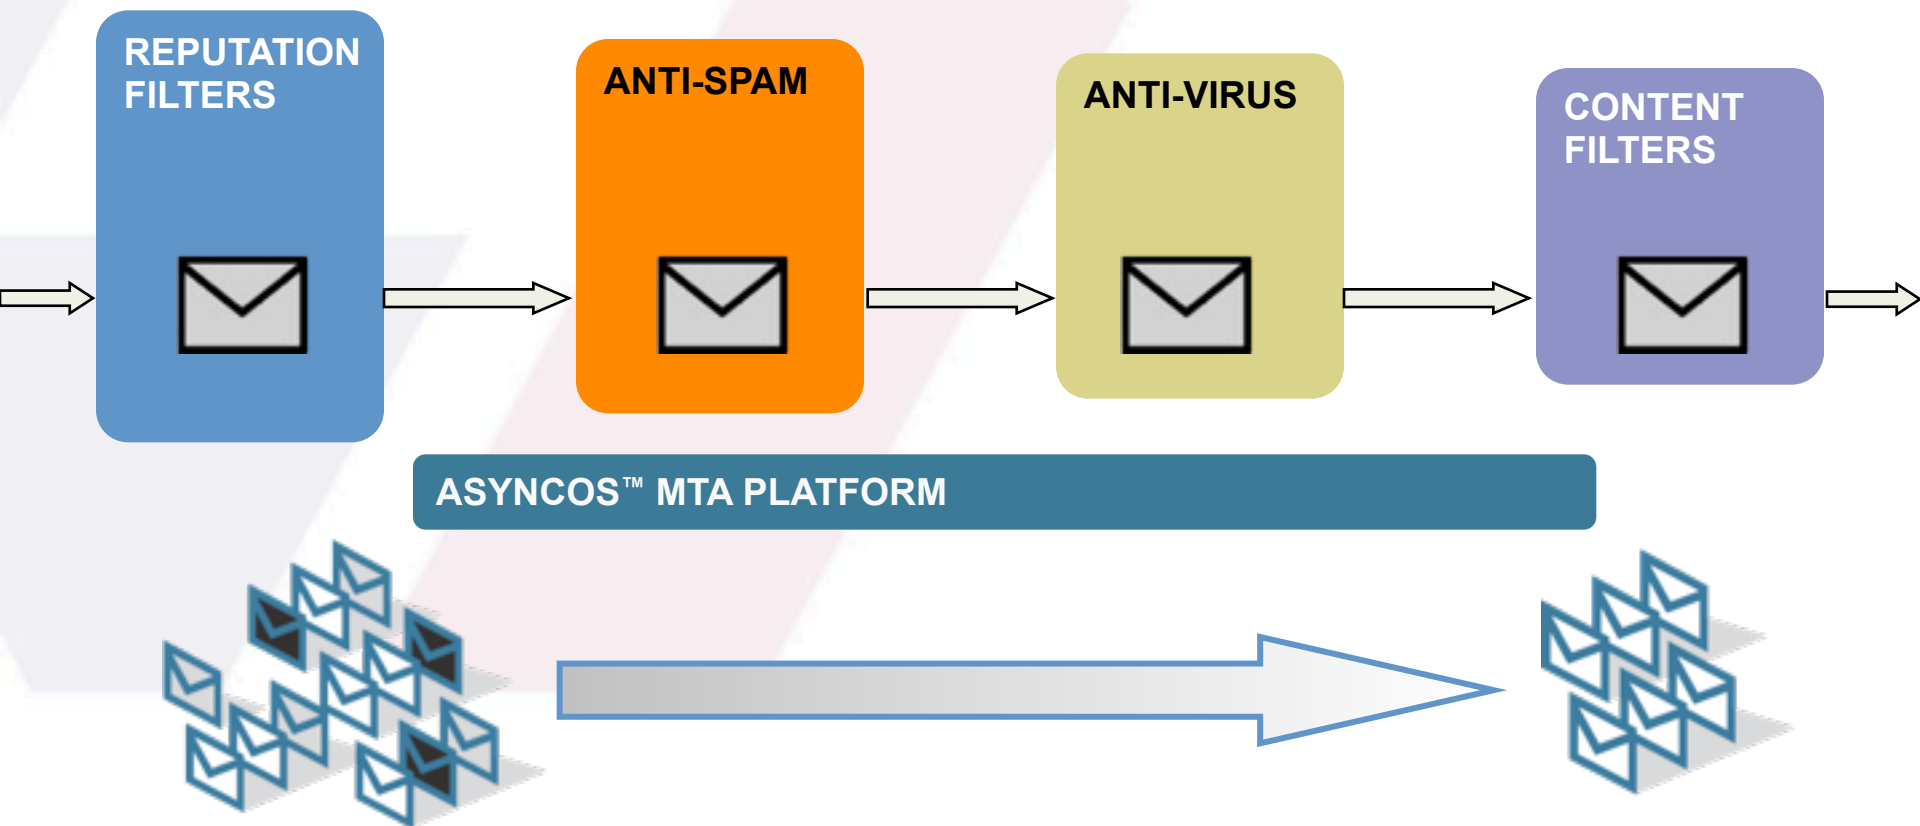 REPUTATION
FILTERS
ANTI-SPAM
ANTI-VIRUS
CONTENT
FILTERS
ASYNCOS™ MTA PLATFORM